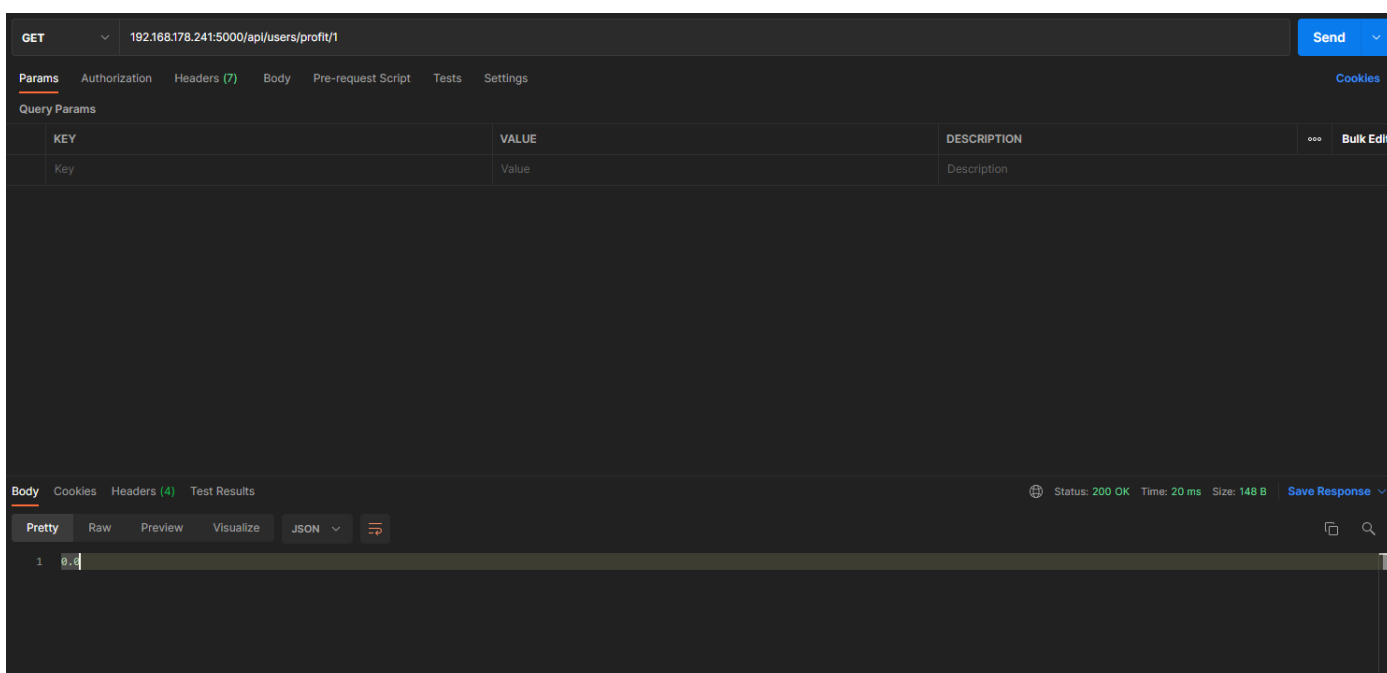 GET 192.168.178.241:5000/api/users/profit/1 Send
Params Authorization Headers (7) Body Pre-request Script Tests Settings Cookies
Query Params
KEY VALUE DESCRIPTION ooo Bulk Edit
Key Value Description
Body Cookies Headers (4) Test Results Status: 200 OK Time: 20 ms Size: 148 B Save Response
Pretty Raw Preview Visualize JSON
1 0.0